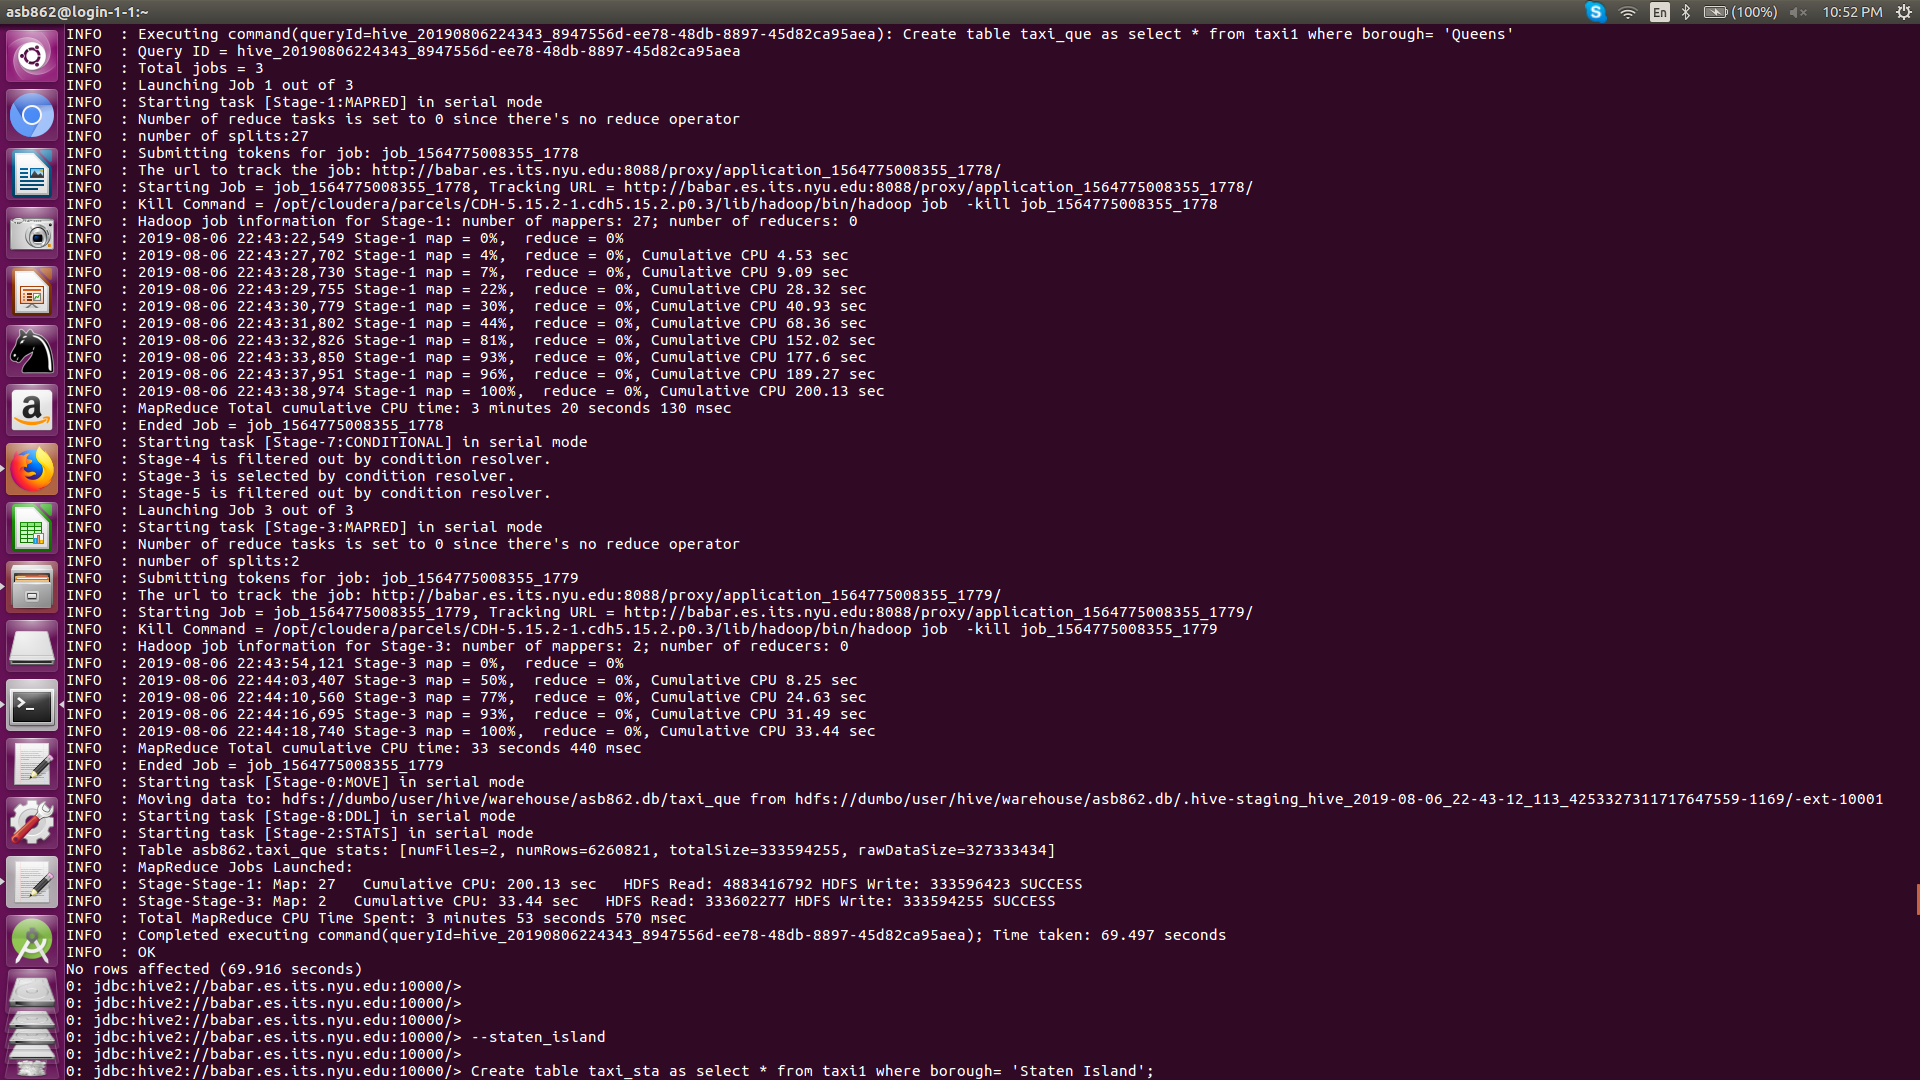 asb862@login-1-1:~
En
(100%)
10:52 PM
INFO  : Executing command(queryId=hive_20190806224343_8947556d-ee78-48db-8897-45d82ca95aea): Create table taxi_que as select * from taxi1 where borough= 'Queens'
INFO  : Query ID = hive_20190806224343_8947556d-ee78-48db-8897-45d82ca95aea
INFO  : Total jobs = 3
INFO  : Launching Job 1 out of 3
INFO  : Starting task [Stage-1:MAPRED] in serial mode
INFO  : Number of reduce tasks is set to 0 since there's no reduce operator
INFO  : number of splits:27
INFO  : Submitting tokens for job: job_1564775008355_1778
INFO  : The url to track the job: http://babar.es.its.nyu.edu:8088/proxy/application_1564775008355_1778/
INFO  : Starting Job = job_1564775008355_1778, Tracking URL = http://babar.es.its.nyu.edu:8088/proxy/application_1564775008355_1778/
INFO  : Kill Command = /opt/cloudera/parcels/CDH-5.15.2-1.cdh5.15.2.p0.3/lib/hadoop/bin/hadoop job  -kill job_1564775008355_1778
INFO  : Hadoop job information for Stage-1: number of mappers: 27; number of reducers: 0
INFO  : 2019-08-06 22:43:22,549 Stage-1 map = 0%,  reduce = 0%
INFO  : 2019-08-06 22:43:27,702 Stage-1 map = 4%,  reduce = 0%, Cumulative CPU 4.53 sec
INFO  : 2019-08-06 22:43:28,730 Stage-1 map = 7%,  reduce = 0%, Cumulative CPU 9.09 sec
INFO  : 2019-08-06 22:43:29,755 Stage-1 map = 22%,  reduce = 0%, Cumulative CPU 28.32 sec
INFO  : 2019-08-06 22:43:30,779 Stage-1 map = 30%,  reduce = 0%, Cumulative CPU 40.93 sec
INFO  : 2019-08-06 22:43:31,802 Stage-1 map = 44%,  reduce = 0%, Cumulative CPU 68.36 sec
INFO  : 2019-08-06 22:43:32,826 Stage-1 map = 81%,  reduce = 0%, Cumulative CPU 152.02 sec
INFO  : 2019-08-06 22:43:33,850 Stage-1 map = 93%,  reduce = 0%, Cumulative CPU 177.6 sec
INFO  : 2019-08-06 22:43:37,951 Stage-1 map = 96%,  reduce = 0%, Cumulative CPU 189.27 sec
INFO  : 2019-08-06 22:43:38,974 Stage-1 map = 100%,  reduce = 0%, Cumulative CPU 200.13 sec
INFO  : MapReduce Total cumulative CPU time: 3 minutes 20 seconds 130 msec
INFO  : Ended Job = job_1564775008355_1778
INFO  : Starting task [Stage-7:CONDITIONAL] in serial mode
INFO  : Stage-4 is filtered out by condition resolver.
INFO  : Stage-3 is selected by condition resolver.
INFO  : Stage-5 is filtered out by condition resolver.
INFO  : Launching Job 3 out of 3
INFO  : Starting task [Stage-3:MAPRED] in serial mode
INFO  : Number of reduce tasks is set to 0 since there's no reduce operator
INFO  : number of splits:2
INFO  : Submitting tokens for job: job_1564775008355_1779
INFO  : The url to track the job: http://babar.es.its.nyu.edu:8088/proxy/application_1564775008355_1779/
INFO  : Starting Job = job_1564775008355_1779, Tracking URL = http://babar.es.its.nyu.edu:8088/proxy/application_1564775008355_1779/
INFO  : Kill Command = /opt/cloudera/parcels/CDH-5.15.2-1.cdh5.15.2.p0.3/lib/hadoop/bin/hadoop job  -kill job_1564775008355_1779
INFO  : Hadoop job information for Stage-3: number of mappers: 2; number of reducers: 0
INFO  : 2019-08-06 22:43:54,121 Stage-3 map = 0%,  reduce = 0%
INFO  : 2019-08-06 22:44:03,407 Stage-3 map = 50%,  reduce = 0%, Cumulative CPU 8.25 sec
INFO  : 2019-08-06 22:44:10,560 Stage-3 map = 77%,  reduce = 0%, Cumulative CPU 24.63 sec
INFO  : 2019-08-06 22:44:16,695 Stage-3 map = 93%,  reduce = 0%, Cumulative CPU 31.49 sec
INFO  : 2019-08-06 22:44:18,740 Stage-3 map = 100%,  reduce = 0%, Cumulative CPU 33.44 sec
INFO  : MapReduce Total cumulative CPU time: 33 seconds 440 msec
INFO  : Ended Job = job_1564775008355_1779
INFO  : Starting task [Stage-0:MOVE] in serial mode
INFO  : Moving data to: hdfs://dumbo/user/hive/warehouse/asb862.db/taxi_que from hdfs://dumbo/user/hive/warehouse/asb862.db/.hive-staging_hive_2019-08-06_22-43-12_113_4253327311717647559-1169/-ext-10001
INFO  : Starting task [Stage-8:DDL] in serial mode
INFO  : Starting task [Stage-2:STATS] in serial mode
INFO  : Table asb862.taxi_que stats: [numFiles=2, numRows=6260821, totalSize=333594255, rawDataSize=327333434]
INFO  : MapReduce Jobs Launched:
INFO  : Stage-Stage-1: Map: 27   Cumulative CPU: 200.13 sec   HDFS Read: 4883416792 HDFS Write: 333596423 SUCCESS
INFO  : Stage-Stage-3: Map: 2   Cumulative CPU: 33.44 sec   HDFS Read: 333602277 HDFS Write: 333594255 SUCCESS
INFO  : Total MapReduce CPU Time Spent: 3 minutes 53 seconds 570 msec
INFO  : Completed executing command(queryId=hive_20190806224343_8947556d-ee78-48db-8897-45d82ca95aea); Time taken: 69.497 seconds
INFO  : OK
No rows affected (69.916 seconds)
0: jdbc:hive2://babar.es.its.nyu.edu:10000/>
0: jdbc:hive2://babar.es.its.nyu.edu:10000/>
0: jdbc:hive2://babar.es.its.nyu.edu:10000/>
0: jdbc:hive2://babar.es.its.nyu.edu:10000/> --staten_island
0: jdbc:hive2://babar.es.its.nyu.edu:10000/>
0: jdbc:hive2://babar.es.its.nyu.edu:10000/> Create table taxi_sta as select * from taxi1 where borough= 'Staten Island';